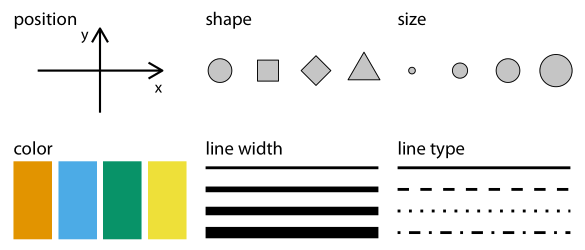 position
shape
size
y
x
color
line width
line type